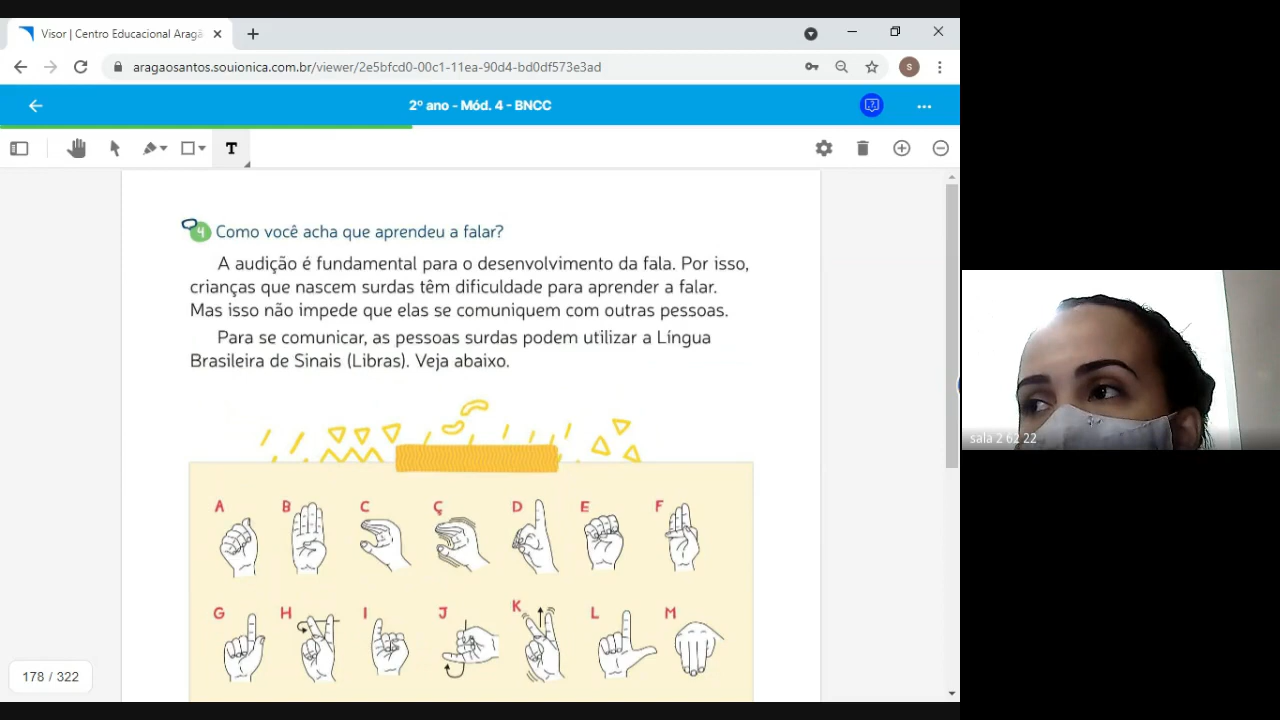 Visor | Centro Educacional Aragã
aragaosantos.souionica.com.br/viewer/2e5bfcd0-00c1-11ea-90d4-bd0df573e3ad
S
2º ano - Mód. 4 - BNCC
T
4 Como você acha que aprendeu a falar?
A audição é fundamental para o desenvolvimento da fala. Por isso,
crianças que nascem surdas têm dificuldade para aprender a falar.
Mas isso não impede que elas se comuniquem com outras pessoas.
Para se comunicar, as pessoas surdas podem utilizar a Língua
Brasileira de Sinais (Libras). Veja abaixo.
A B C Ç D E F
G H I J K L M
178 / 322
sala 2 62 22